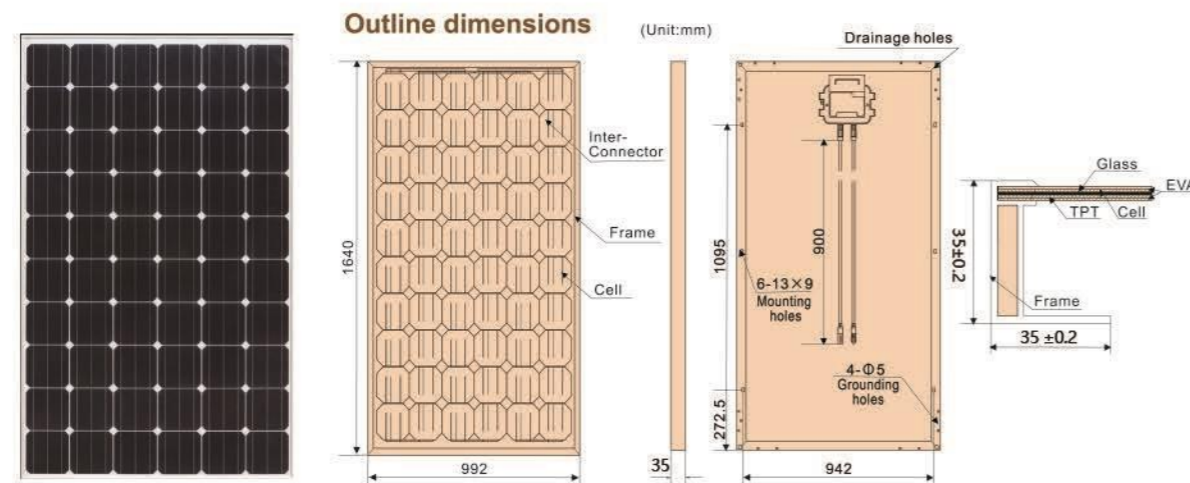 Outline dimensions
(Unit:mm)
1640
992
Inter-
Connector
Frame
Cell
35
Drainage holes
1095
900
6-13×9
Mounting
holes
4-Φ5
Grounding
holes
272.5
942
Glass
EVA
TPT
Cell
35±0.2
Frame
35 ±0.2